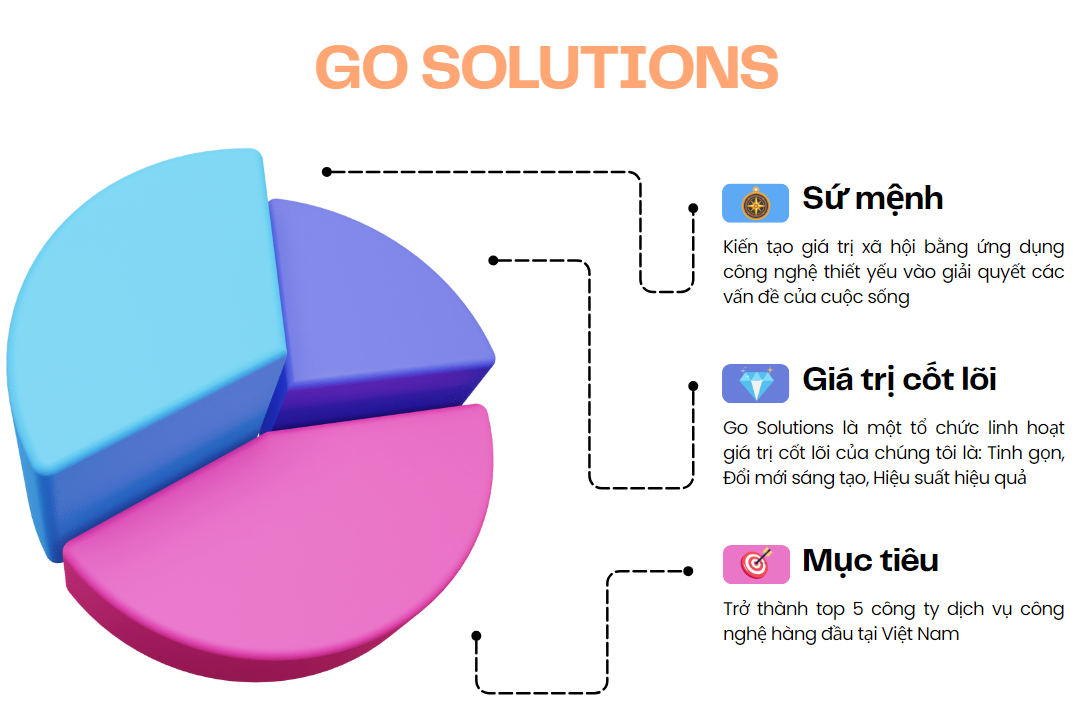 GO SOLUTIONS
Sứ mệnh
Kiến tạo giá trị xã hội bằng ứng dụng
công nghệ thiết yếu vào giải quyết các
vấn đề của cuộc sống
Giá trị cốt lõi
Go Solutions là một tổ chức linh hoạt
giá trị cốt lõi của chúng tôi là: Tinh gọn,
Đổi mới sáng tạo, Hiệu suất hiệu quả
Mục tiêu
Trở thành top 5 công ty dịch vụ công
nghệ hàng đầu tại Việt Nam